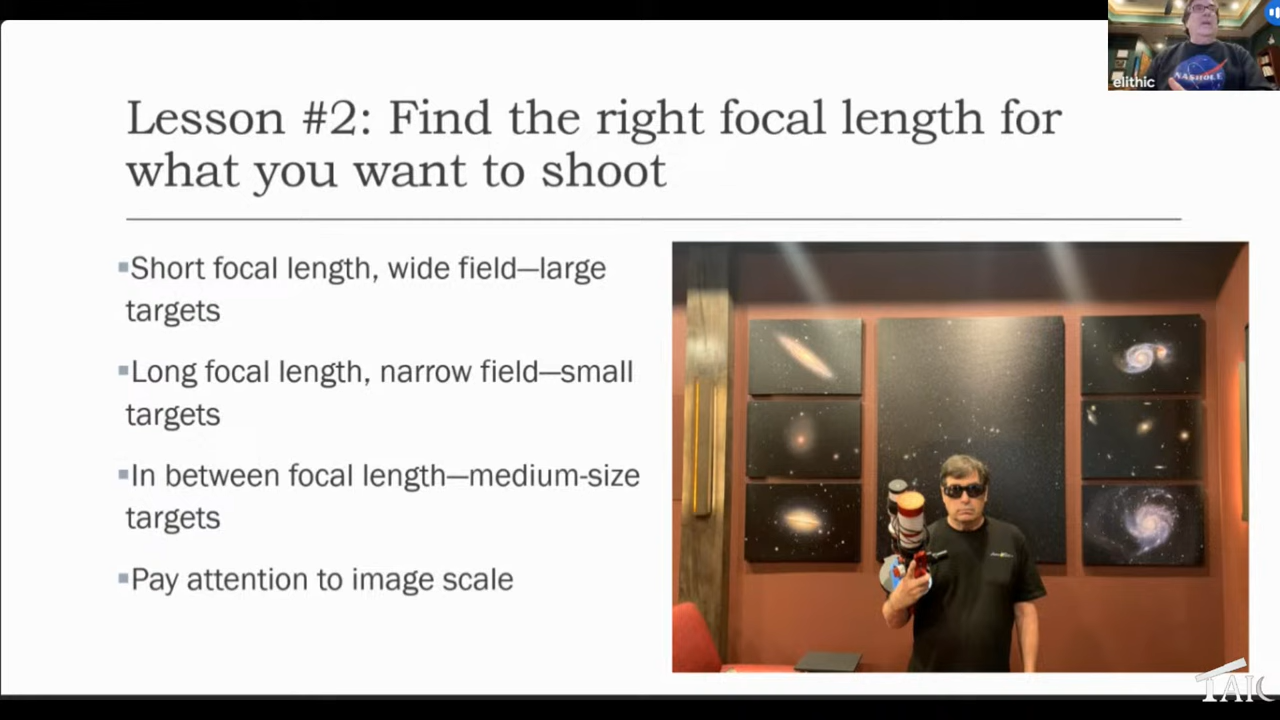 elithic
NASHOLE
Lesson #2: Find the right focal length for
what you want to shoot
▪Short focal length, wide field—large
targets
▪Long focal length, narrow field—small
targets
▪In between focal length—medium-size
targets
▪Pay attention to image scale
TAIC